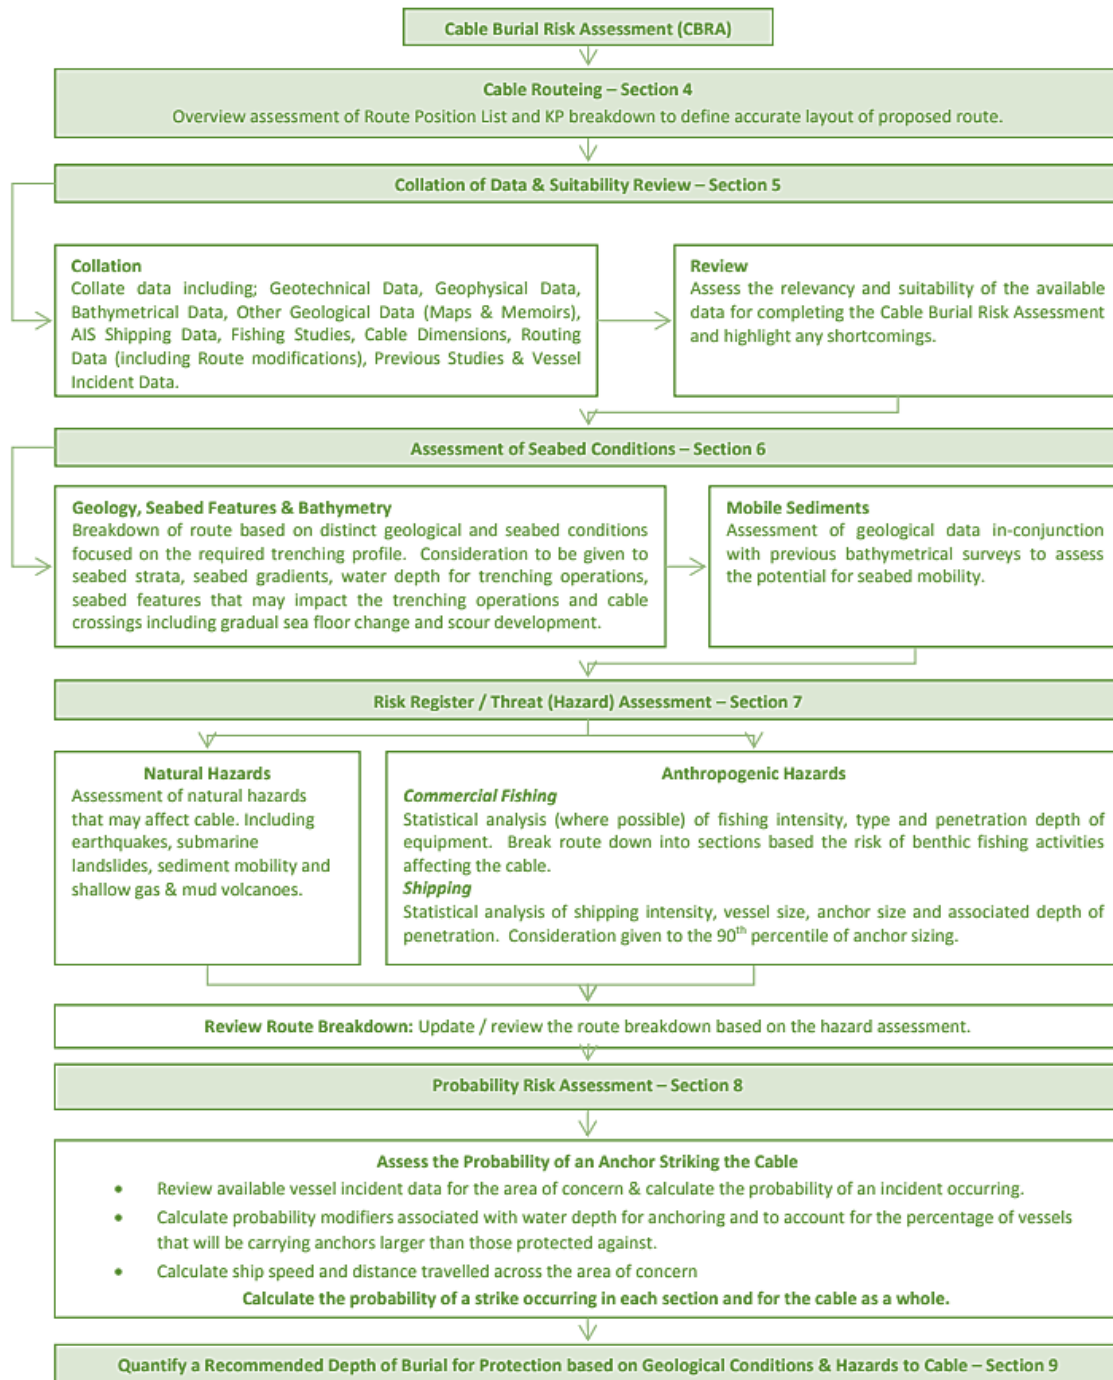 Cable Burial Risk Assessment (CBRA)
Cable Routeing – Section 4
Overview assessment of Route Position List and KP breakdown to define accurate layout of proposed route.
Collation of Data & Suitability Review – Section 5
Collation
Collate data including; Geotechnical Data, Geophysical Data,
Bathymetrical Data, Other Geological Data (Maps & Memoirs),
AIS Shipping Data, Fishing Studies, Cable Dimensions, Routing
Data (including Route modifications), Previous Studies & Vessel
Incident Data.
Review
Assess the relevancy and suitability of the available
data for completing the Cable Burial Risk Assessment
and highlight any shortcomings.
Assessment of Seabed Conditions – Section 6
Geology, Seabed Features & Bathymetry
Breakdown of route based on distinct geological and seabed conditions
focused on the required trenching profile. Consideration to be given to
seabed strata, seabed gradients, water depth for trenching operations,
seabed features that may impact the trenching operations and cable
crossings including gradual sea floor change and scour development.
Mobile Sediments
Assessment of geological data in-conjunction
with previous bathymetrical surveys to assess
the potential for seabed mobility.
Risk Register / Threat (Hazard) Assessment – Section 7
Natural Hazards
Assessment of natural hazards
that may affect cable. Including
earthquakes, submarine
landslides, sediment mobility and
shallow gas & mud volcanoes.
Anthropogenic Hazards
Commercial Fishing
Statistical analysis (where possible) of fishing intensity, type and penetration depth of
equipment. Break route down into sections based the risk of benthic fishing activities
affecting the cable.
Shipping
Statistical analysis of shipping intensity, vessel size, anchor size and associated depth of
penetration. Consideration given to the 90th percentile of anchor sizing.
Review Route Breakdown: Update / review the route breakdown based on the hazard assessment.
Probability Risk Assessment – Section 8
Assess the Probability of an Anchor Striking the Cable
• Review available vessel incident data for the area of concern & calculate the probability of an incident occurring.
• Calculate probability modifiers associated with water depth for anchoring and to account for the percentage of vessels
that will be carrying anchors larger than those protected against.
• Calculate ship speed and distance travelled across the area of concern
Calculate the probability of a strike occurring in each section and for the cable as a whole.
Quantify a Recommended Depth of Burial for Protection based on Geological Conditions & Hazards to Cable – Section 9